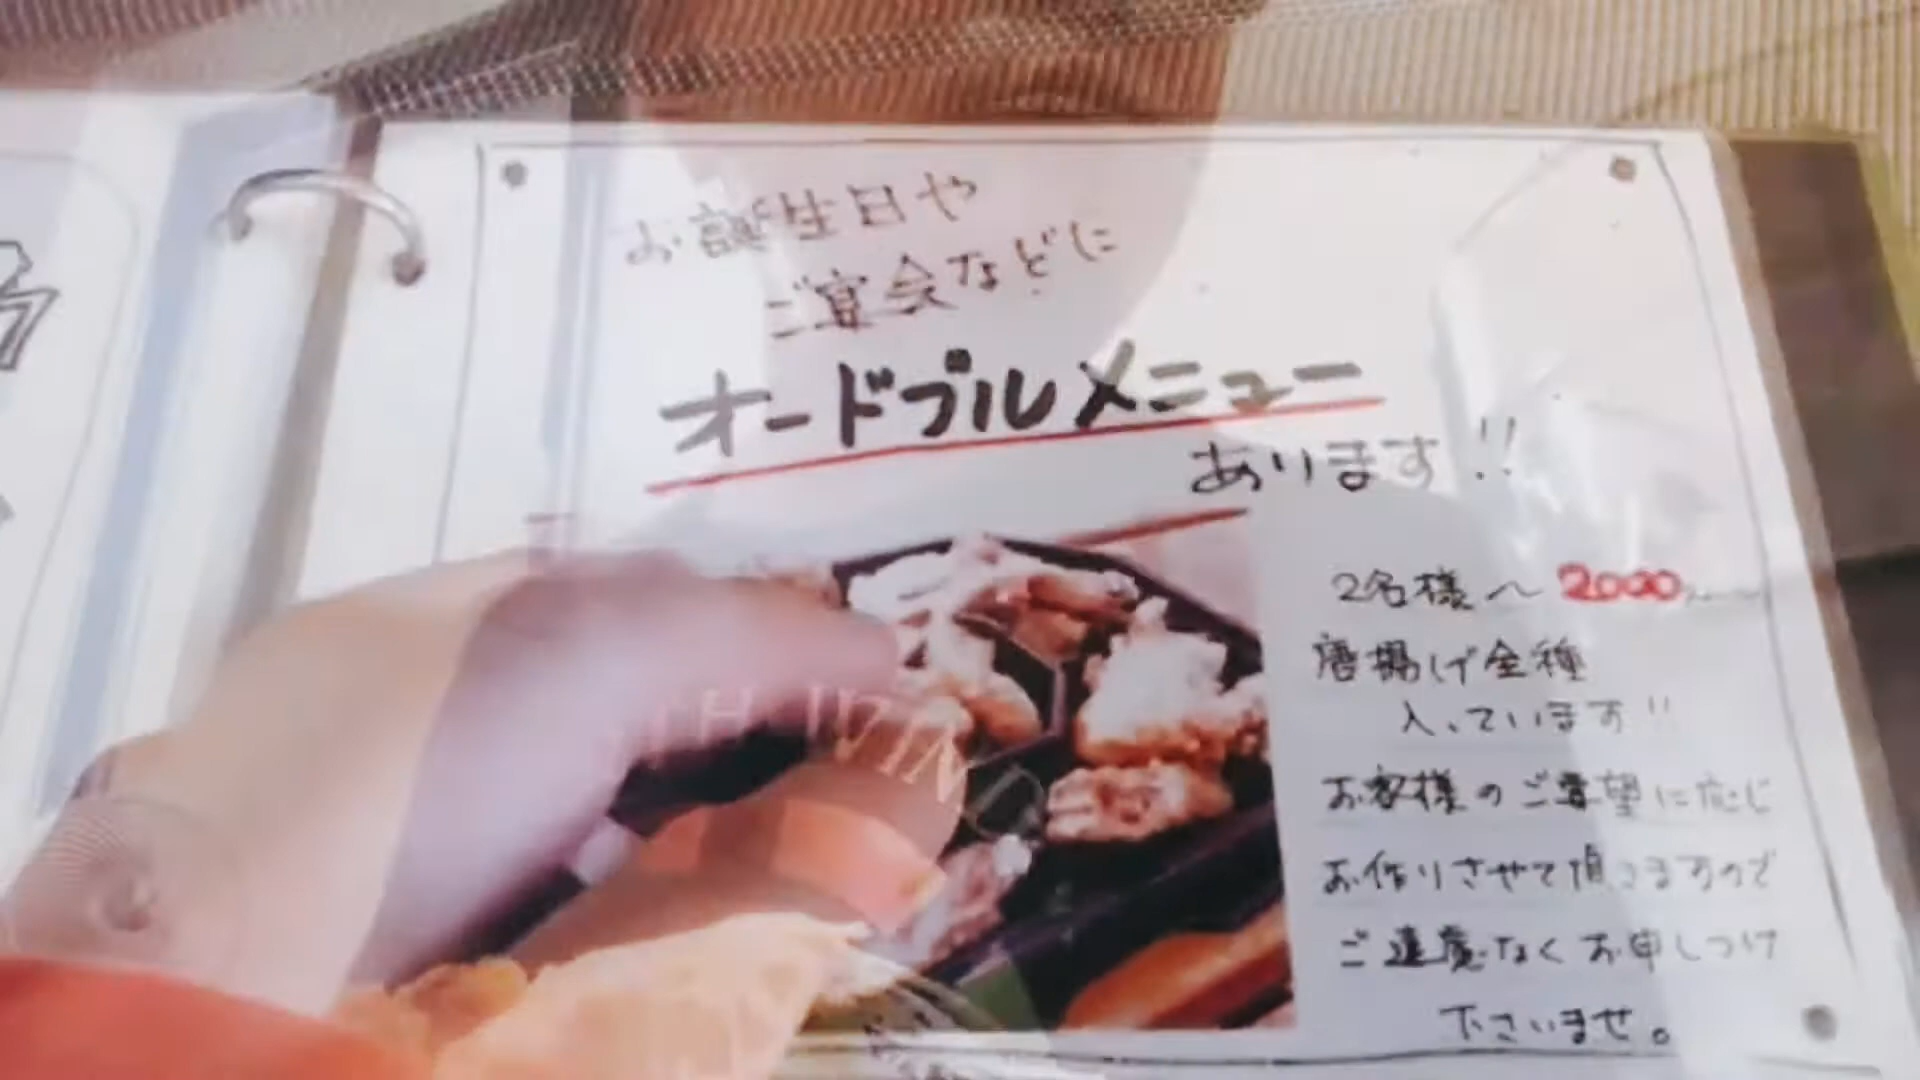 お誕生日や
ご宴会などに
オードブルメニュー
あります!!
2名様〜2000
唐揚げ全種
入っています!!
お客様のご要望に応じ
お作りさせて頂きますので
ご遠慮なくお申しつけ
下さいませ。